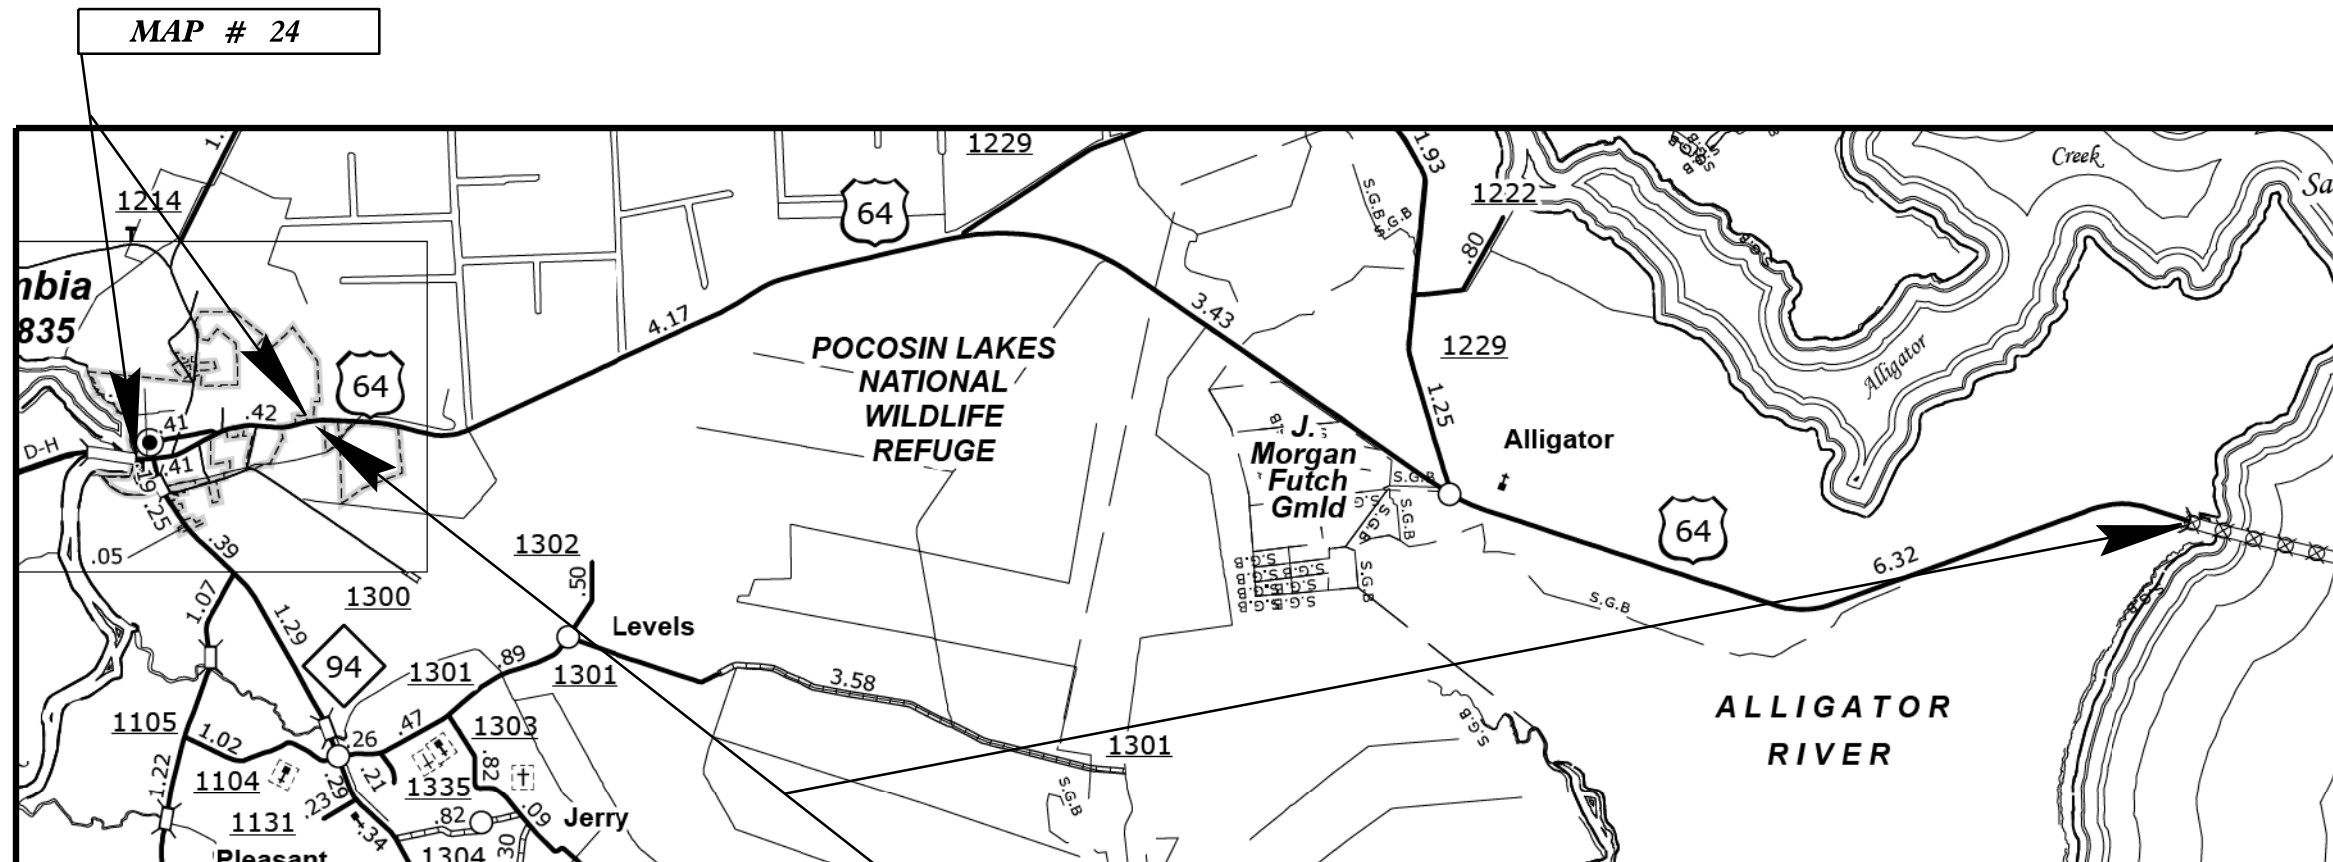 MAP # 24
1229
1.93
Creek
1222
1214
1.
Sa
64
S.G.B
.80
mbia
835
4.17
3.43
POCOSIN LAKES
NATIONAL
WILDLIFE
REFUGE
1229
Alligator
64
1.25
.42
.41
J.
Morgan
Futch
Gmld
Alligator
D-H
.41
.19
.25
S.G.B
S.G.B
S.G.B
64
.39
.05
1302
6.32
S.G.B
S.G.B
S.G.B
S.G.B
.50
1300
1.07
1.29
S.G.B
Levels
94
.89
1301
1301
3.58
ALLIGATOR
RIVER
1105
1.02
.26
.47
1303
S.G.B
1301
1.22
1104
.21
.82
.29
1335
S.G.B
.23
1131
.34
.82
.09
Jerry
Pleasant
1304
.30